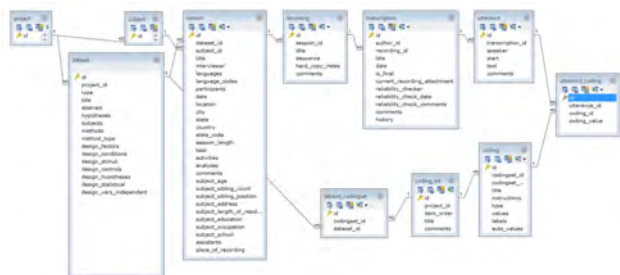 project
id
subject
id
dataset
id
project_id
type
title
abstract
hypotheses
subjects
methods
method_type
design_factors
design_conditions
design_stimuli
design_controls
design_hypotheses
design_statistical
design_vars_independent
session
id
dataset_id
subject_id
title
interviewer
languages
language_codes
participants
date
location
city
state
country
state_code
session_length
task
activities
analyses
comments
subject_age
subject_sibling_count
subject_sibling_position
subject_address
subject_education
subject_occupation
subject_school
assistants
place_of_recording
recording
id
session_id
title
sequence
hard_copy_notes
comments
transcription
id
author_id
recording_id
title
date
is_final
current_recording_attachment
reliability_checker
reliability_check_date
reliability_check_comments
comments
history
utterance
id
transcription_id
speaker
start
text
comments
utterance_coding
id
utterance_id
coding_id
coding_value
coding
id
codingset_id
title
instructions
type
values
labels
auto_values
coding_set
id
project_id
item_order
title
comments
dataset_codingset
id
codingset_id
dataset_id